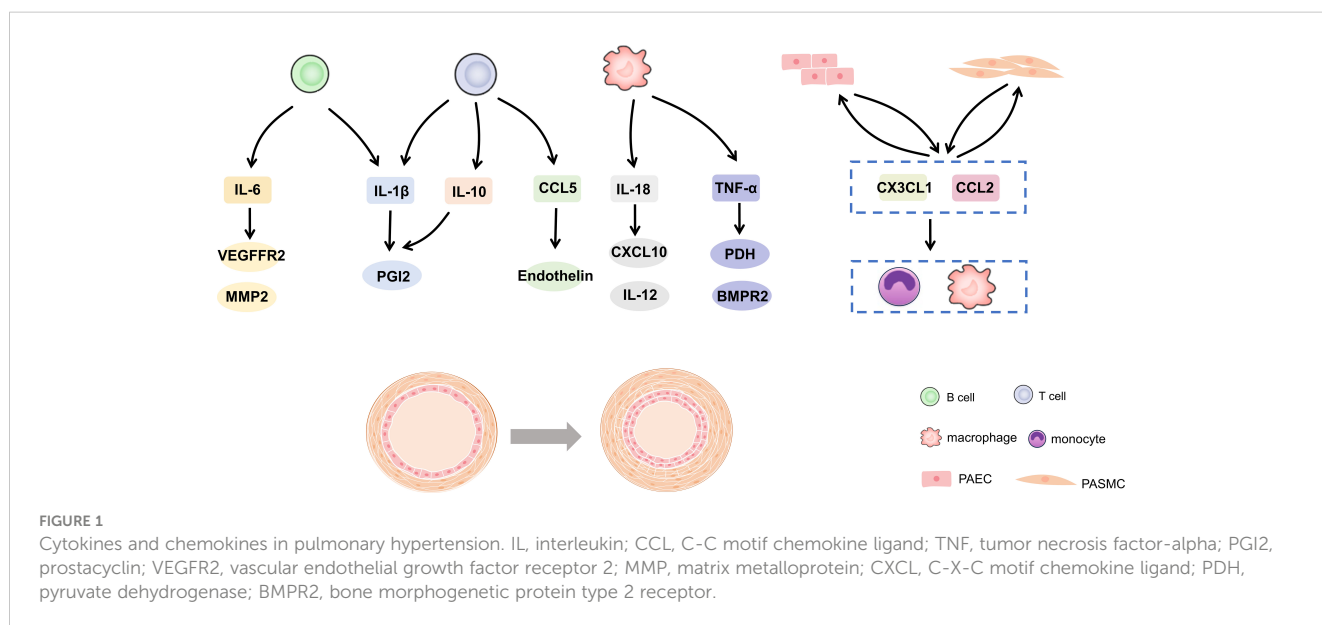 IL-6
IL-1β
IL-10
CCL5
IL-18
TNF-α
CX3CL1
CCL2
VEGFFR2
MMP2
PGI2
Endothelin
CXCL10
IL-12
PDH
BMPR2
B cell
T cell
macrophage
monocyte
PAEC
PASMC
FIGURE 1
Cytokines and chemokines in pulmonary hypertension. IL, interleukin; CCL, C-C motif chemokine ligand; TNF, tumor necrosis factor-alpha; PGI2,
prostacyclin; VEGFR2, vascular endothelial growth factor receptor 2; MMP, matrix metalloprotein; CXCL, C-X-C motif chemokine ligand; PDH,
pyruvate dehydrogenase; BMPR2, bone morphogenetic protein type 2 receptor.